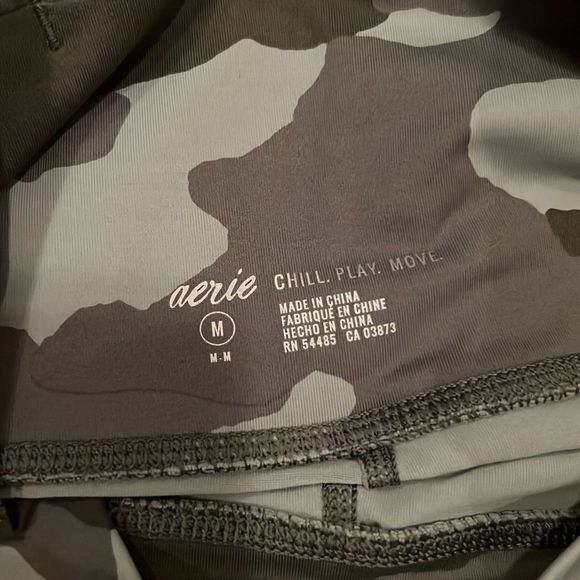 aerie CHILL. PLAY. MOVE.
M
M-M
MADE IN CHINA
FABRIQUÉ EN CHINE
HECHO EN CHINA
RN 54485 CA 03873